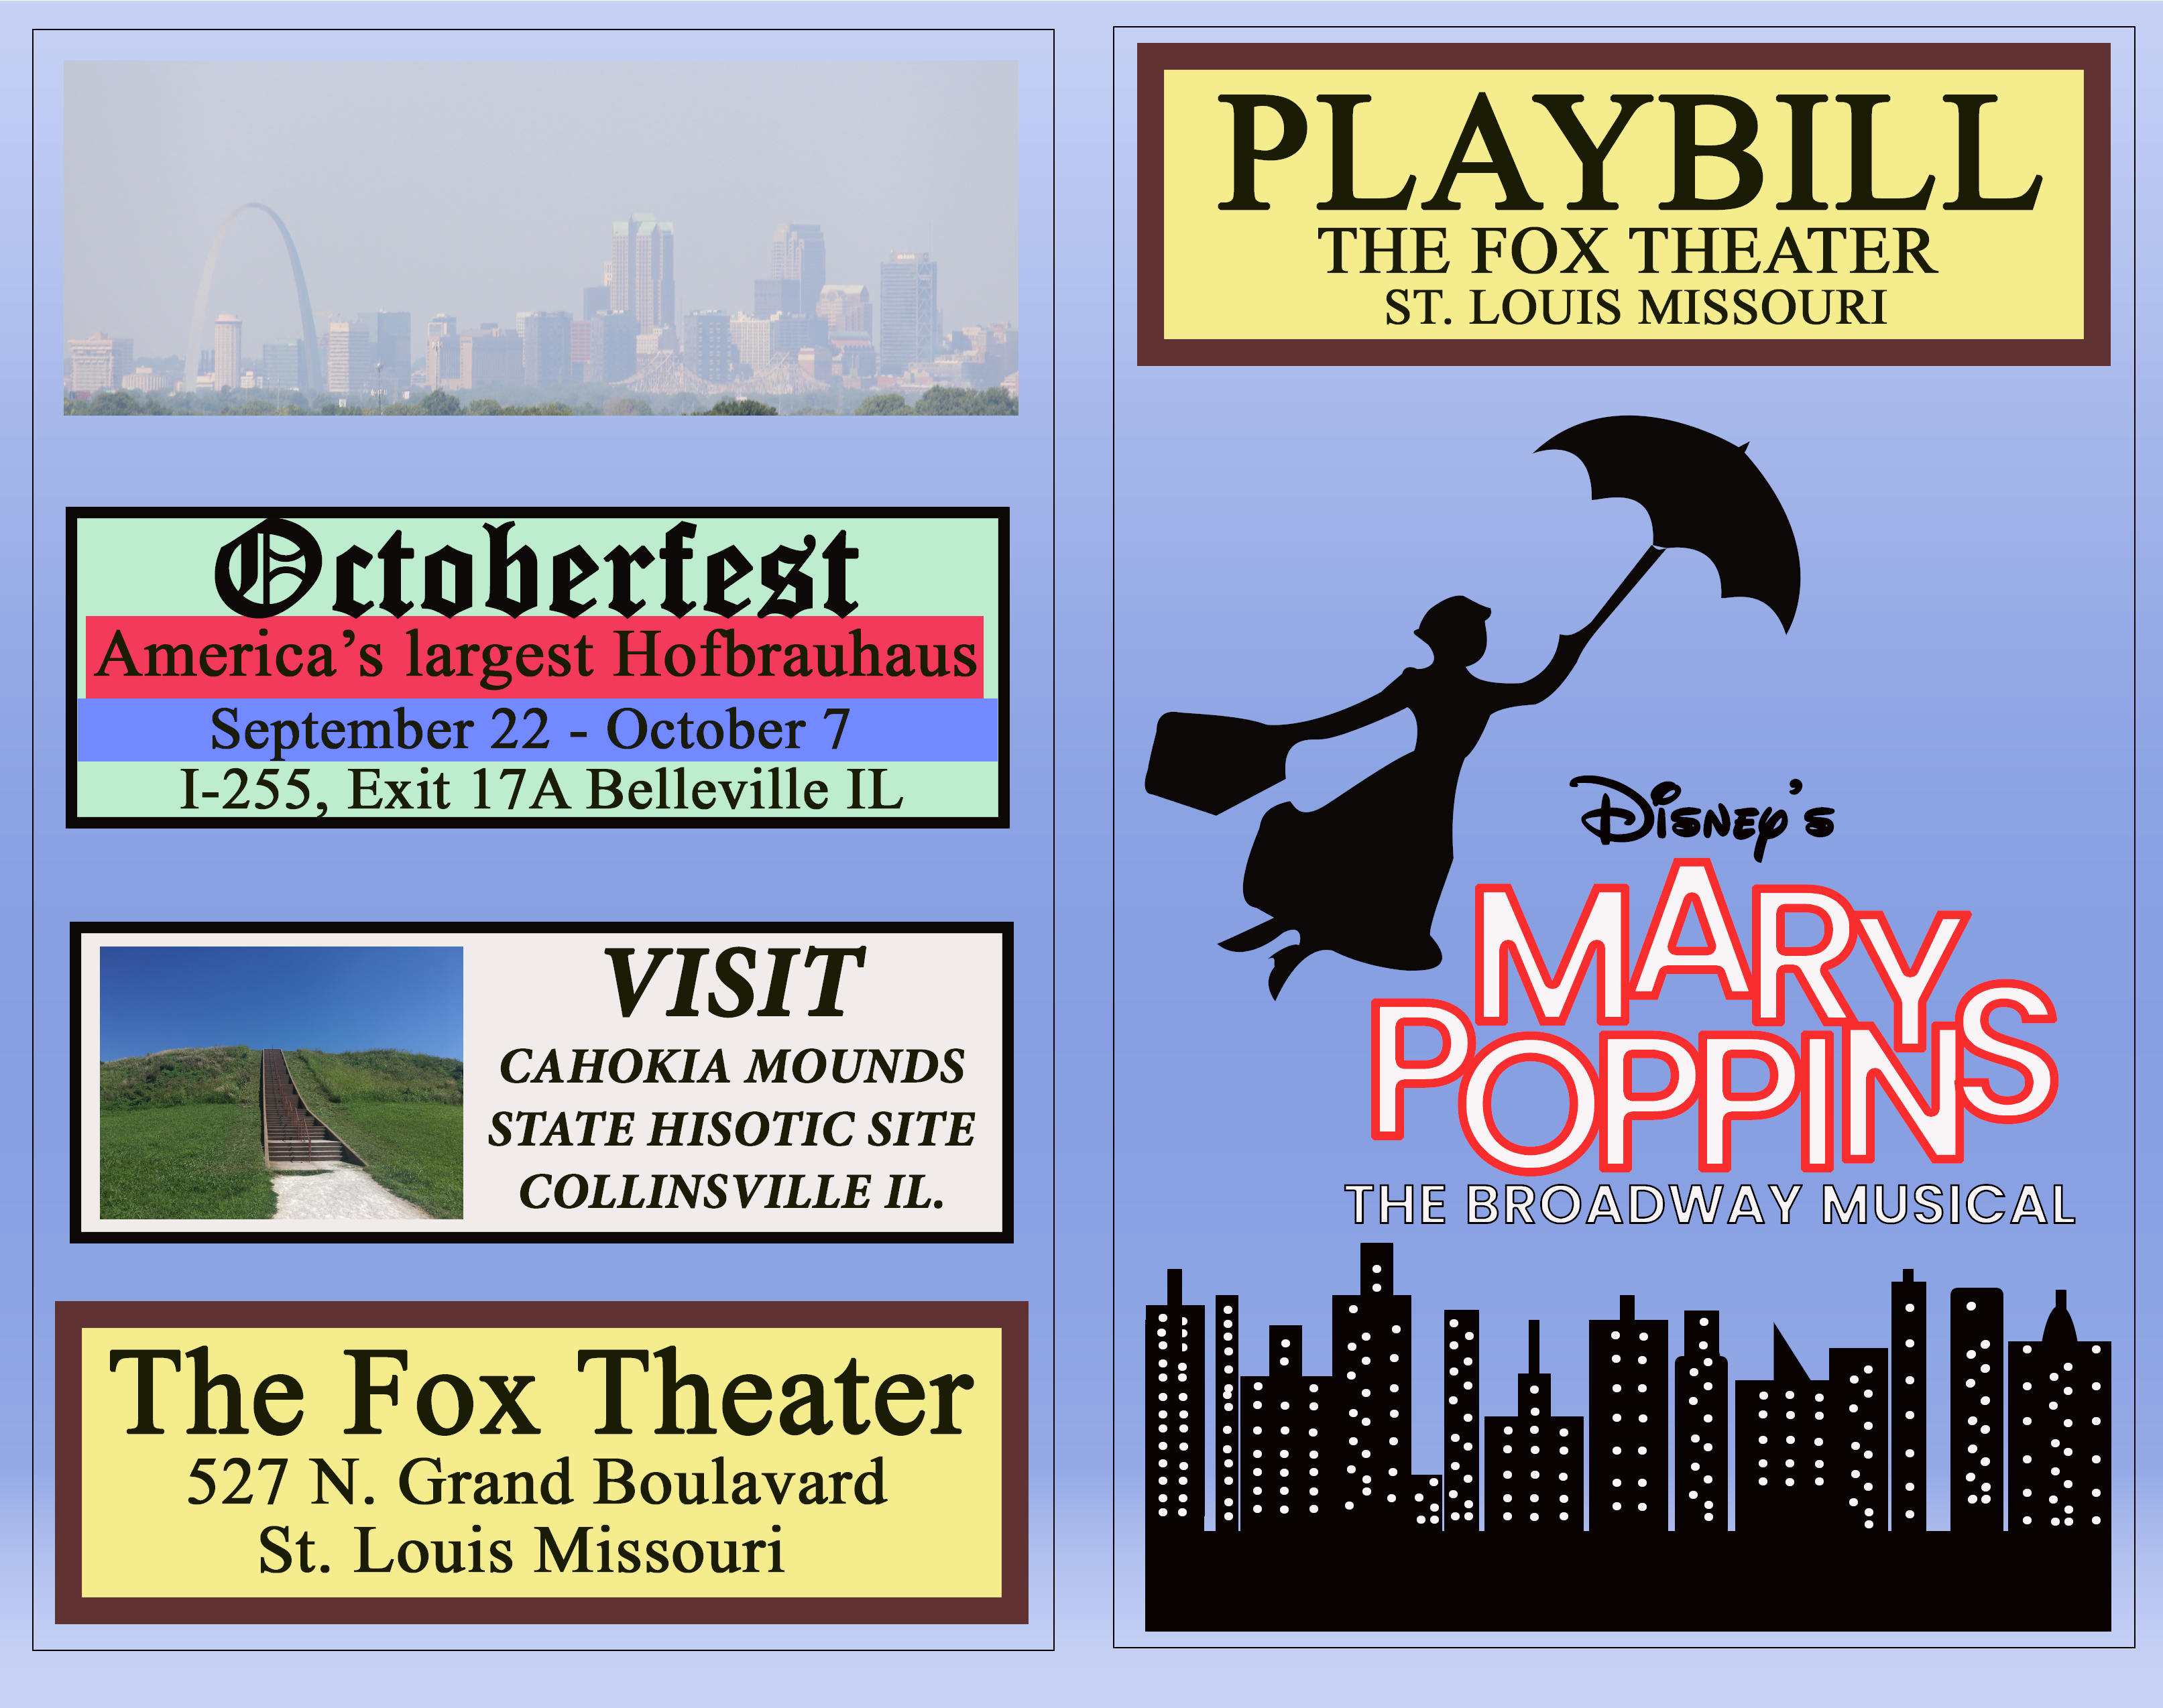 Octoberfest
America's largest Hofbrauhaus
September 22 - October 7
I-255, Exit 17A Belleville IL
VISIT
CAHOKIA MOUNDS
STATE HISOTIC SITE
COLLINSVILLE IL.
The Fox Theater
527 N. Grand Boulavard
St. Louis Missouri
PLAYBILL
THE FOX THEATER
ST. LOUIS MISSOURI
DISNEY'S
MARY
POPPINS
THE BROADWAY MUSICAL